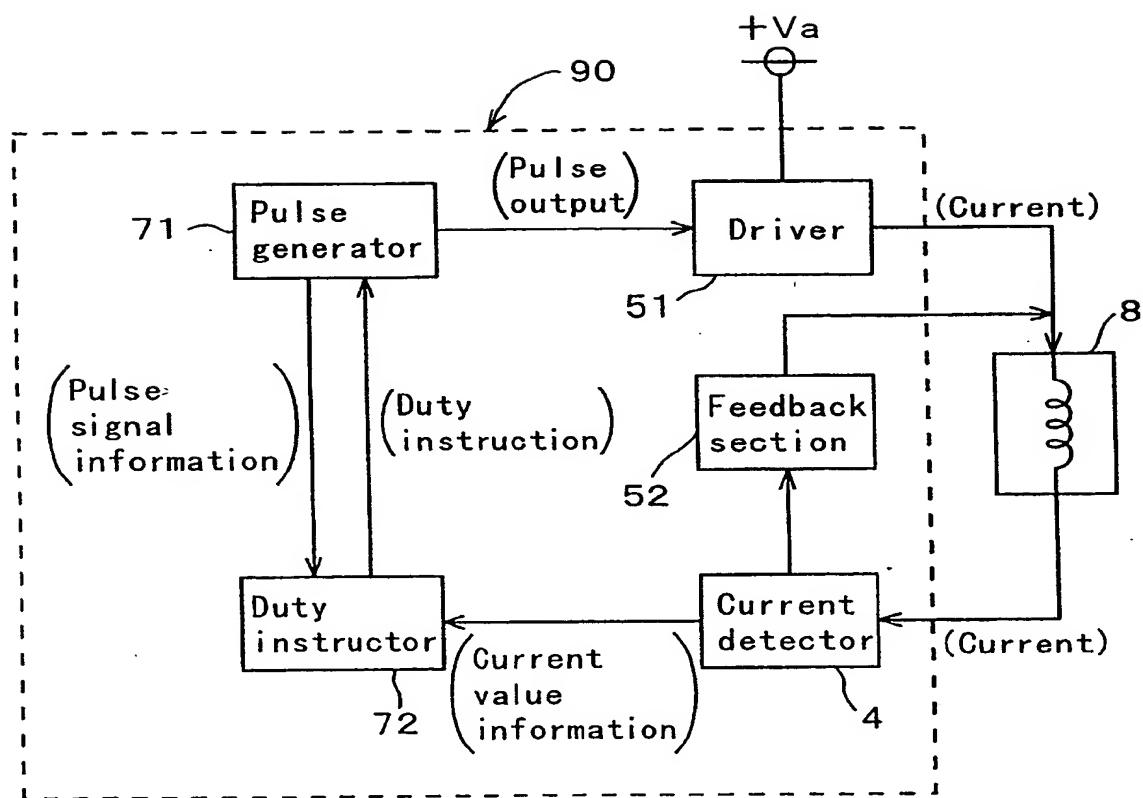 +Va
90
(Pulse
output)
71
Pulse
generator
Driver
(Current)
51
8
(Pulse
signal
information)
(Duty
instruction)
Feedback
section
52
Duty
instructor
Current
detector
(Current)
(Current
value
information)
72
4